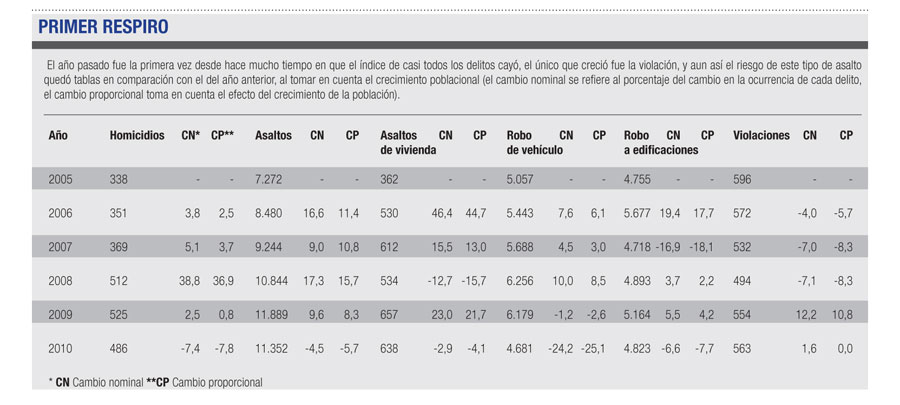 PRIMER RESPIRO
El año pasado fue la primera vez desde hace mucho tiempo en que el índice de casi todos los delitos cayó, el único que creció fue la violación, y aun así el riesgo de este tipo de asalto
quedó tablas en comparación con el del año anterior, al tomar en cuenta el crecimiento poblacional (el cambio nominal se refiere al porcentaje del cambio en la ocurrencia de cada delito,
el cambio proporcional toma en cuenta el efecto del crecimiento de la población).
Año Homicidios CN* CP** Asaltos CN CP Asaltos CN CP Robo CN CP Robo CN CP Violaciones CN CP
de vivienda de vehículo a edificaciones
2005 338 - - 7.272 - - 362 - - 5.057 - - 4.755 - - 596 - -
2006 351 3,8 2,5 8.480 16,6 11,4 530 46,4 44,7 5.443 7,6 6,1 5.677 19,4 17,7 572 -4,0 -5,7
2007 369 5,1 3,7 9.244 9,0 10,8 612 15,5 13,0 5.688 4,5 3,0 4.718 -16,9 -18,1 532 -7,0 -8,3
2008 512 38,8 36,9 10.844 17,3 15,7 534 -12,7 -15,7 6.256 10,0 8,5 4.893 3,7 2,2 494 -7,1 -8,3
2009 525 2,5 0,8 11.889 9,6 8,3 657 23,0 21,7 6.179 -1,2 -2,6 5.164 5,5 4,2 554 12,2 10,8
2010 486 -7,4 -7,8 11.352 -4,5 -5,7 638 -2,9 -4,1 4.681 -24,2 -25,1 4.823 -6,6 -7,7 563 1,6 0,0
* CN Cambio nominal **CP Cambio proporcional